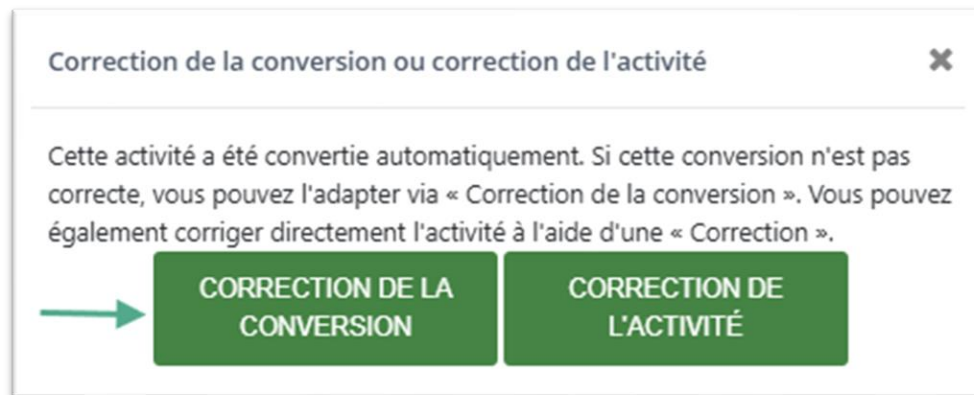 Correction de la conversion ou correction de l'activité
Cette activité a été convertie automatiquement. Si cette conversion n'est pas
correcte, vous pouvez l'adapter via « Correction de la conversion ». Vous pouvez
également corriger directement l'activité à l'aide d'une « Correction ».
CORRECTION DE LA
CONVERSION
CORRECTION DE
L'ACTIVITÉ